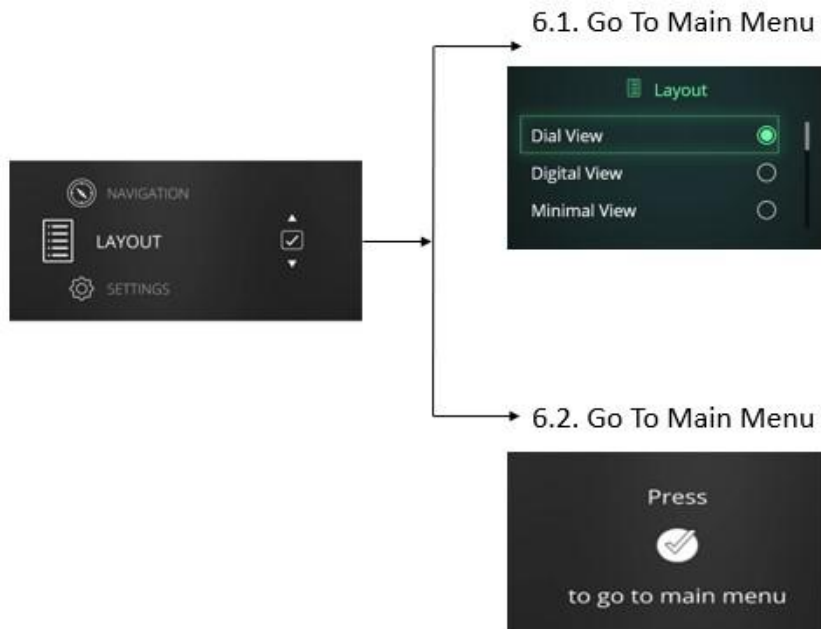 6.1. Go To Main Menu
Layout
Dial View
Digital View
Minimal View
NAVIGATION
LAYOUT
SETTINGS
6.2. Go To Main Menu
Press
to go to main menu